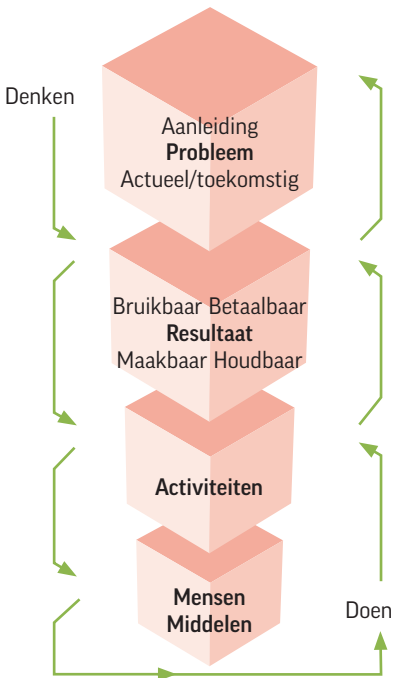 Denken
Aanleiding
Probleem
Actueel/toekomstig
Bruikbaar Betaalbaar
Resultaat
Maakbaar Houdbaar
Activiteiten
Mensen
Middelen
Doen